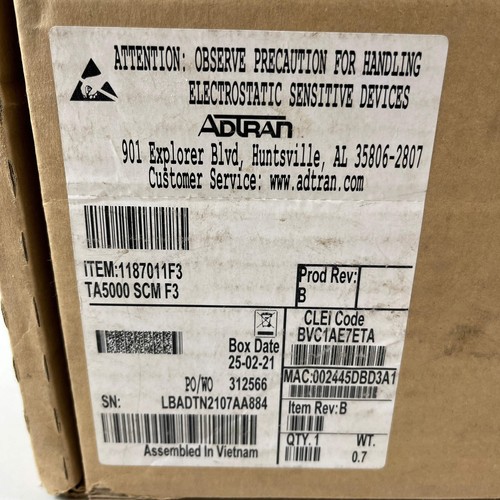 ATTENTION: OBSERVE PRECAUTION FOR HANDLING
ELECTROSTATIC SENSITIVE DEVICES
ADTRAN
901 Explorer Blvd, Huntsville, AL 35806-2807
Customer Service: www.adtran.com
ITEM:1187011F3
TA5000 SCM F3
Prod Rev:
B
Box Date
25-02-21
PO/WO 312566
SN: LBADTN2107AA884
Assembled In Vietnam
CLEI Code
BVC1AE7ETA
MAC:002445DBD3A1
Item Rev:B
QTY.1 WT.
0.7